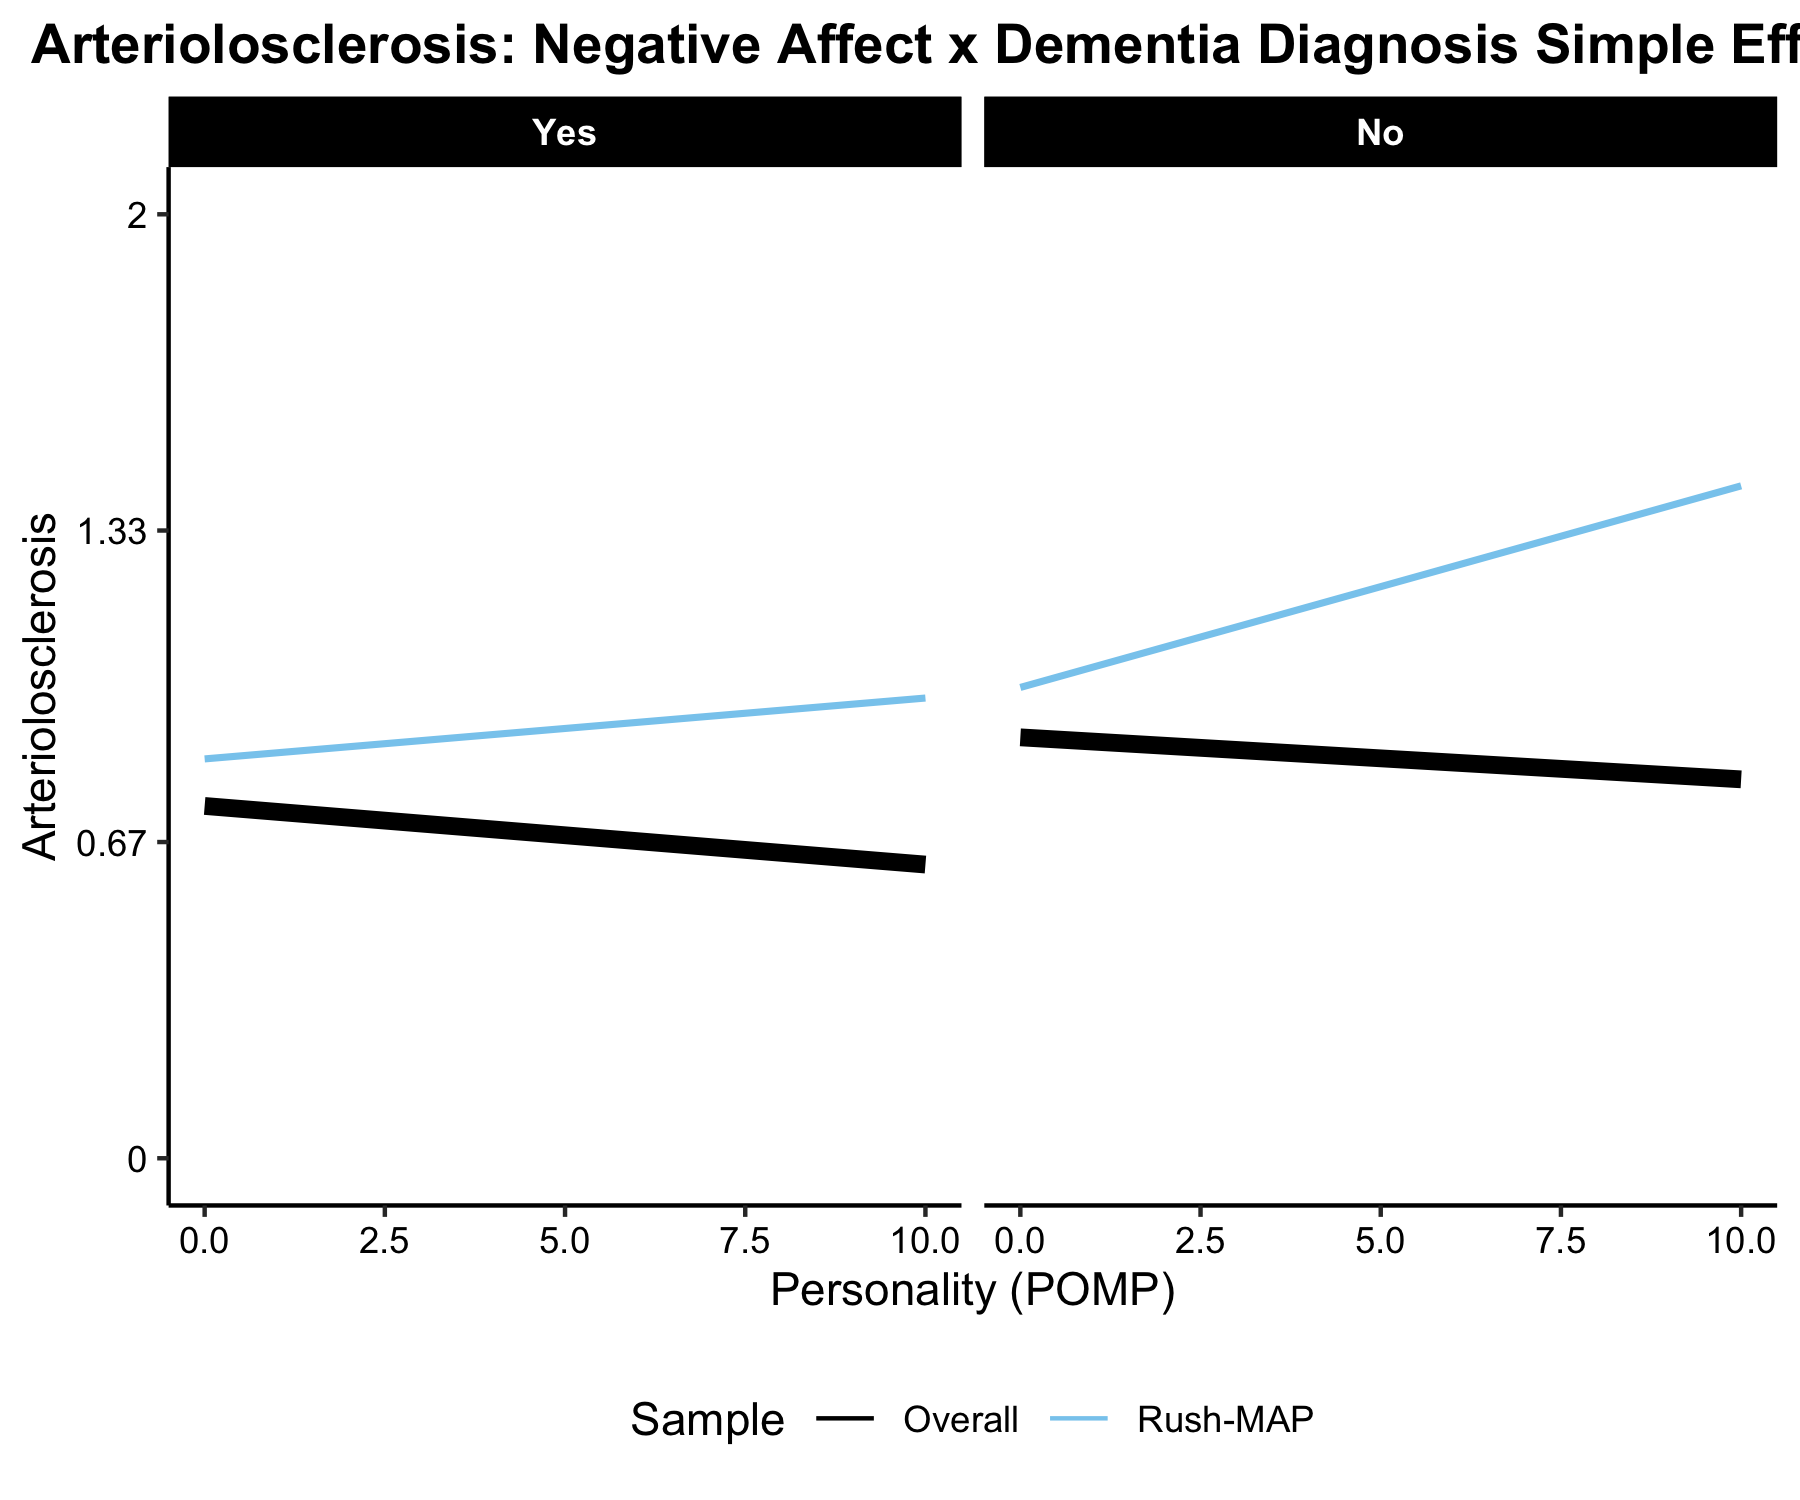 Arteriolosclerosis: Negative Affect x Dementia Diagnosis Simple Eff
Yes
No
Arteriolosclerosis
2
1.33
0.67
0
0.0 2.5 5.0 7.5 10.0 0.0 2.5 5.0 7.5 10.0
Personality (POMP)
Sample Overall Rush-MAP